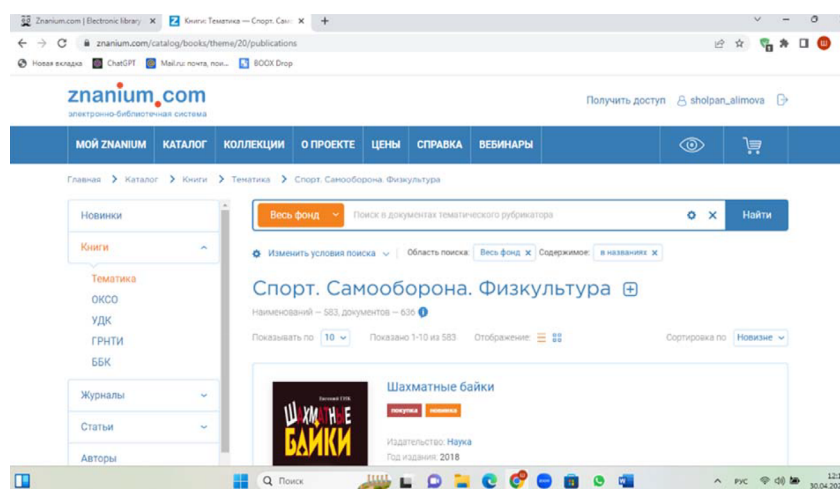 Znanium.com | Electronic library
Книги: Тематика — Спорт. Сам
znanium.com/catalog/books/theme/20/publications
Новая вкладка ChatGPT Mail.ru: почта, пои... BOOX Drop
znanium.com
электронно-библиотечная система
Получить доступ sholpan_alimova
МОЙ ZNANIUM КАТАЛОГ КОЛЛЕКЦИИ О ПРОЕКТЕ ЦЕНЫ СПРАВКА ВЕБИНАРЫ
Главная Каталог Книги Тематика Спорт. Самооборона. Физкультура
Новинки
Книги
Тематика
ОКСО
УДК
ГРНТИ
ББК
Журналы
Статьи
Авторы
Весь фонд Поиск в документах тематического рубрикатора Найти
Изменить условия поиска Область поиска: Весь фонд x Содержимое: в названиях x
Спорт. Самооборона. Физкультура
Наименований — 583, документов — 636
Показывать по 10 Показано 1-10 из 583 Отображение: Сортировка по Новизне
Евгений ГИК
ШАХМАТНЫЕ
БАЙКИ
Шахматные байки
покупка новинка
Издательство: Наука
Год издания: 2018
Поиск
РУС